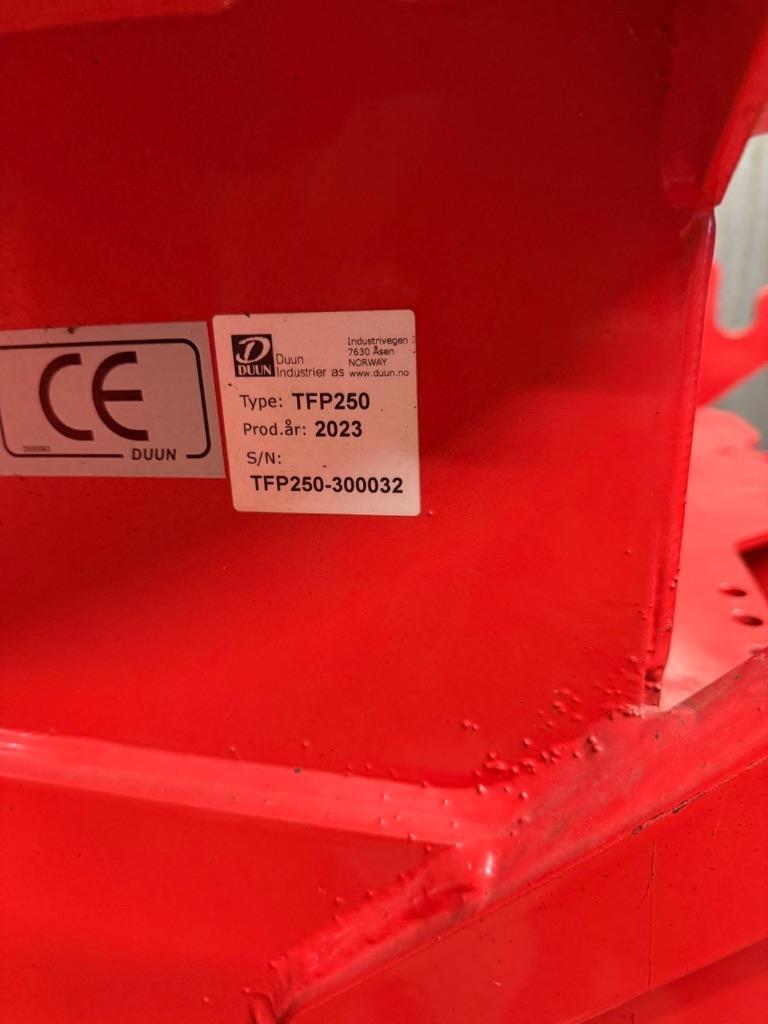 CE
DUUN
D
DUUN
Duun
Industrier as
Industrivegen
7630 Åsen
NORWAY
www.duun.no
Type: TFP250
Prod.år: 2023
S/N:
TFP250-300032